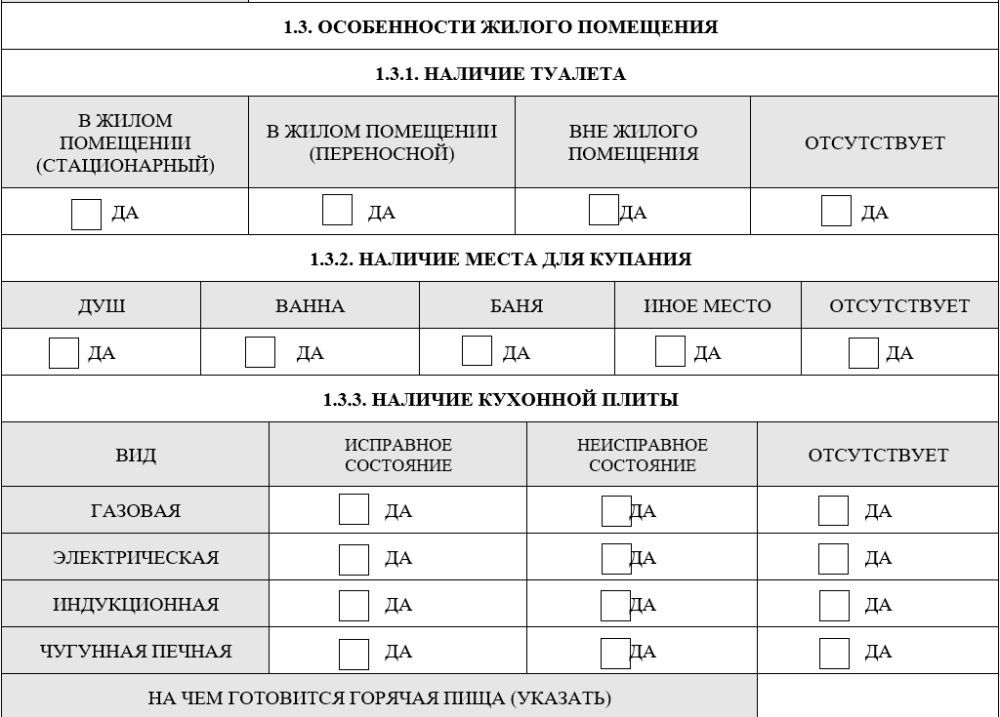 1.3. ОСОБЕННОСТИ ЖИЛОГО ПОМЕЩЕНИЯ
1.3.1. НАЛИЧИЕ ТУАЛЕТА
В ЖИЛОМ
ПОМЕЩЕНИИ
(СТАЦИОНАРНЫЙ)
В ЖИЛОМ ПОМЕЩЕНИИ
(ПЕРЕНОСНОЙ)
ВНЕ ЖИЛОГО
ПОМЕЩЕНИЯ
ОТСУТСТВУЕТ
ДА
ДА
ДА
ДА
1.3.2. НАЛИЧИЕ МЕСТА ДЛЯ КУПАНИЯ
ДУШ
ВАННА
БАНЯ
ИНОЕ МЕСТО
ОТСУТСТВУЕТ
ДА
ДА
ДА
ДА
ДА
1.3.3. НАЛИЧИЕ КУХОННОЙ ПЛИТЫ
ВИД
ИСПРАВНОЕ
СОСТОЯНИЕ
НЕИСПРАВНОЕ
СОСТОЯНИЕ
ОТСУТСТВУЕТ
ГАЗОВАЯ
ДА
ДА
ДА
ЭЛЕКТРИЧЕСКАЯ
ДА
ДА
ДА
ИНДУКЦИОННАЯ
ДА
ДА
ДА
ЧУГУННАЯ ПЕЧНАЯ
ДА
ДА
ДА
НА ЧЕМ ГОТОВИТСЯ ГОРЯЧАЯ ПИЩА (УКАЗАТЬ)